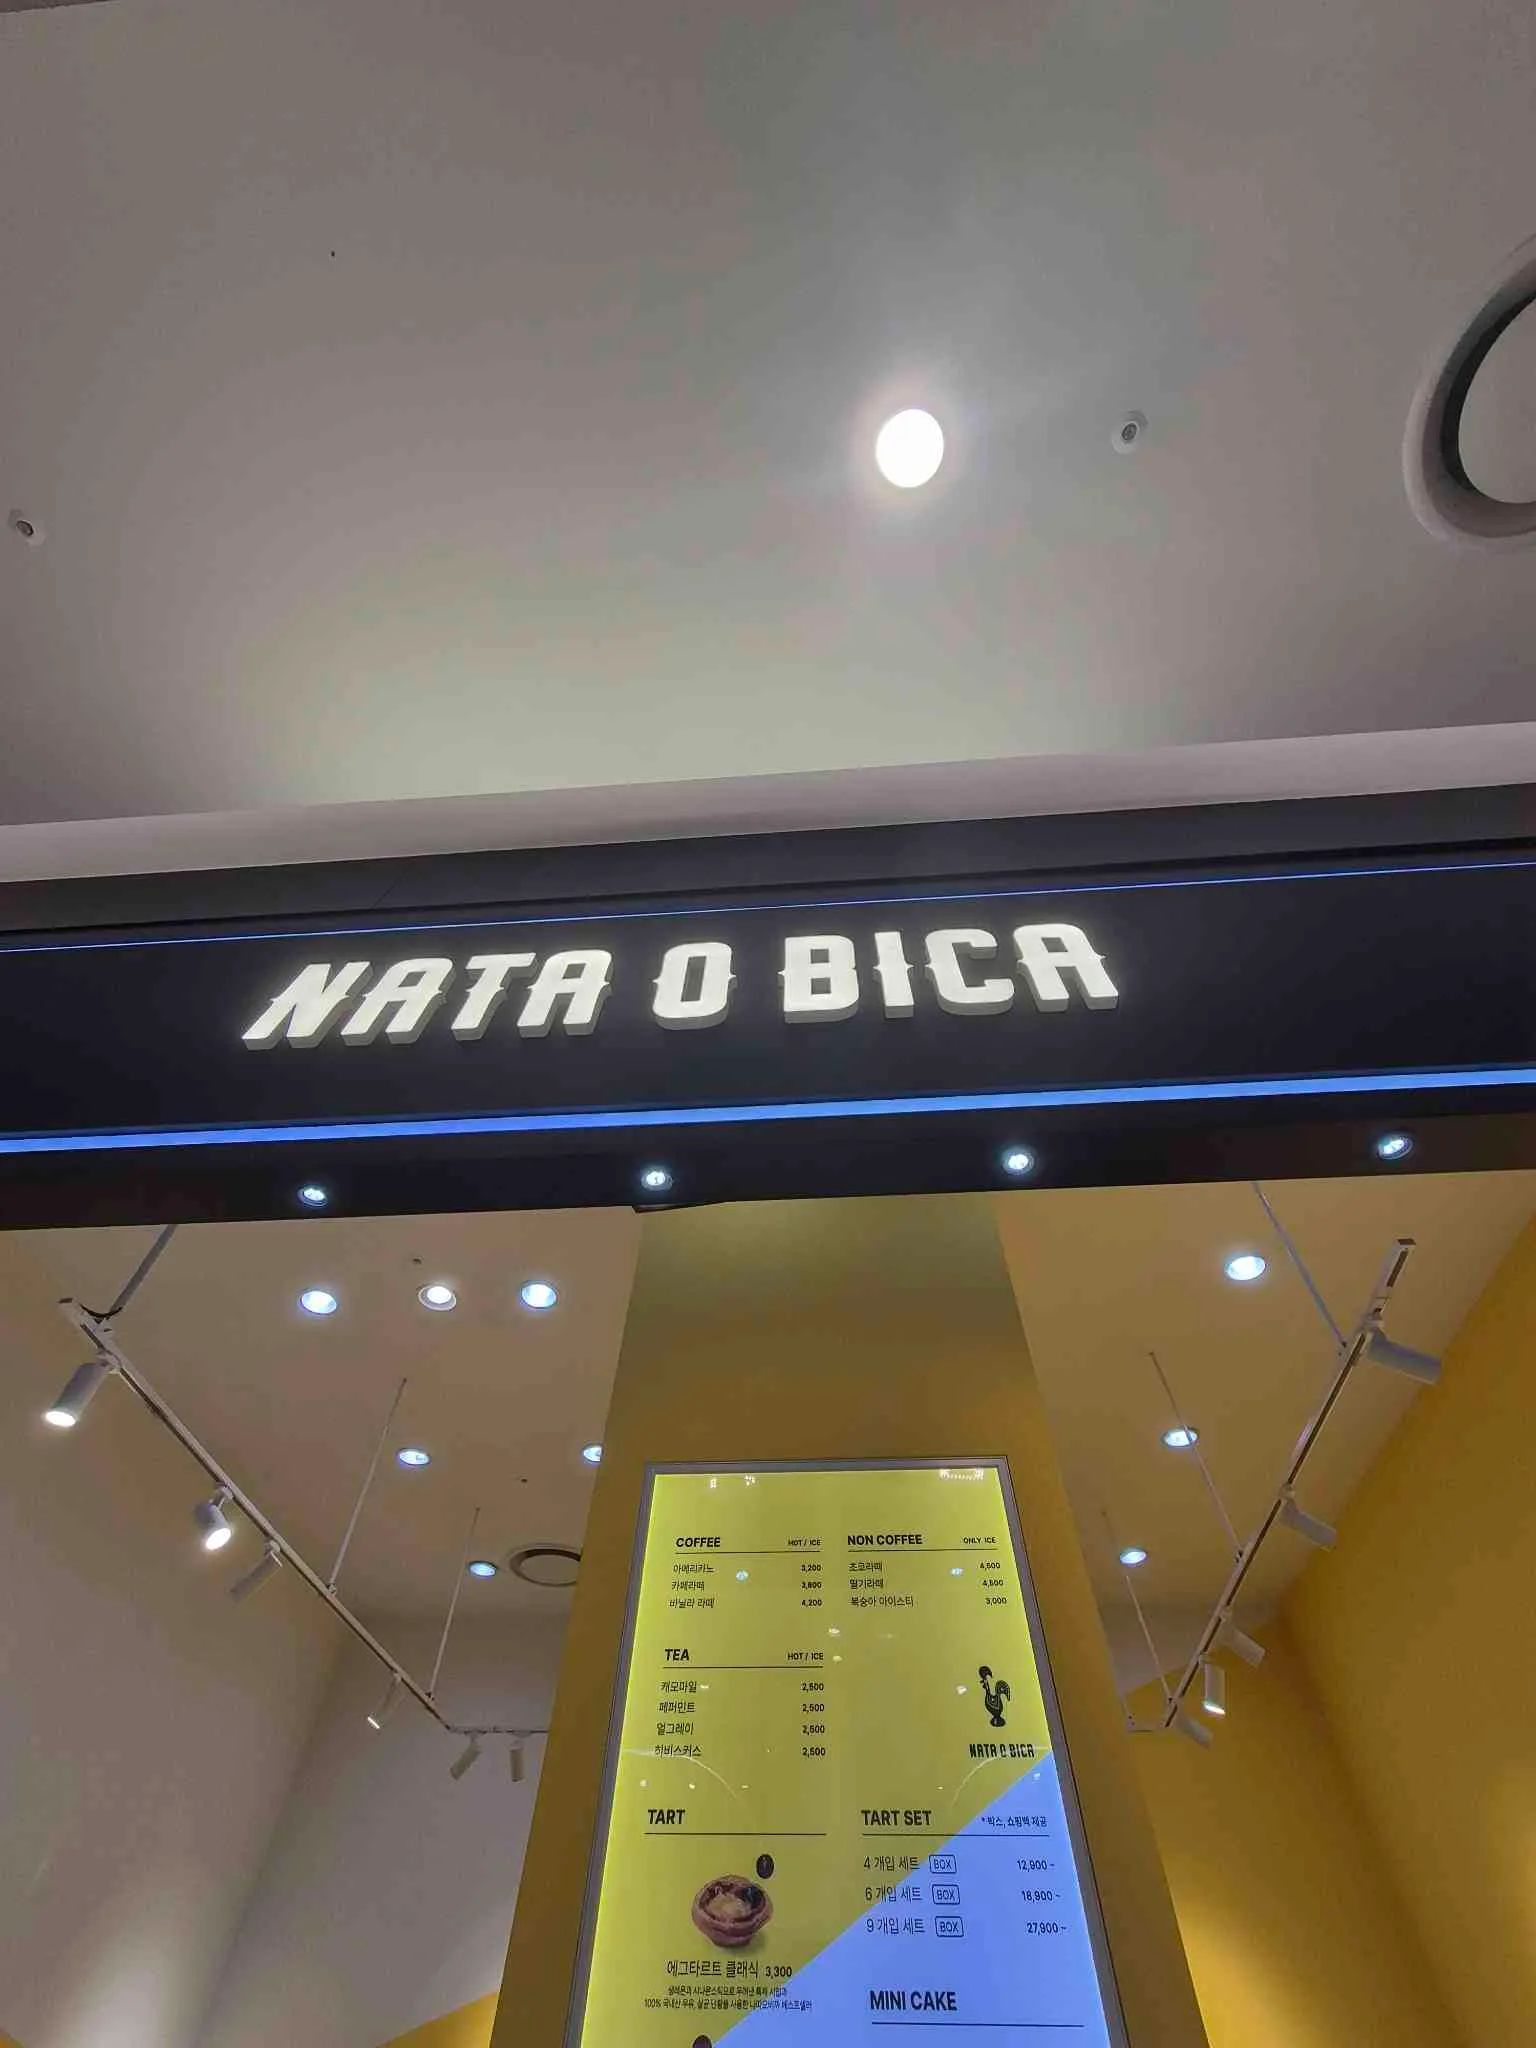 NATA O BICA
COFFEE HOT / ICE
아메리카노 3,200
카페라떼 3,800
바닐라 라떼 4,200
NON COFFEE ONLY ICE
초코라떼 4,500
딸기라떼 4,500
복숭아 아이스티 3,000
TEA HOT / ICE
캐모마일 2,500
페퍼민트 2,500
얼그레이 2,500
히비스커스 2,500
NATA O BICA
TART
에그타르트 클래식 3,300
100% 국내산 우유,
TART SET * 박스, 쇼핑백 제공
4 개입 세트 BOX 12,900 ~
6 개입 세트 BOX 18,900 ~
9 개입 세트 BOX 27,900 ~
MINI CAKE